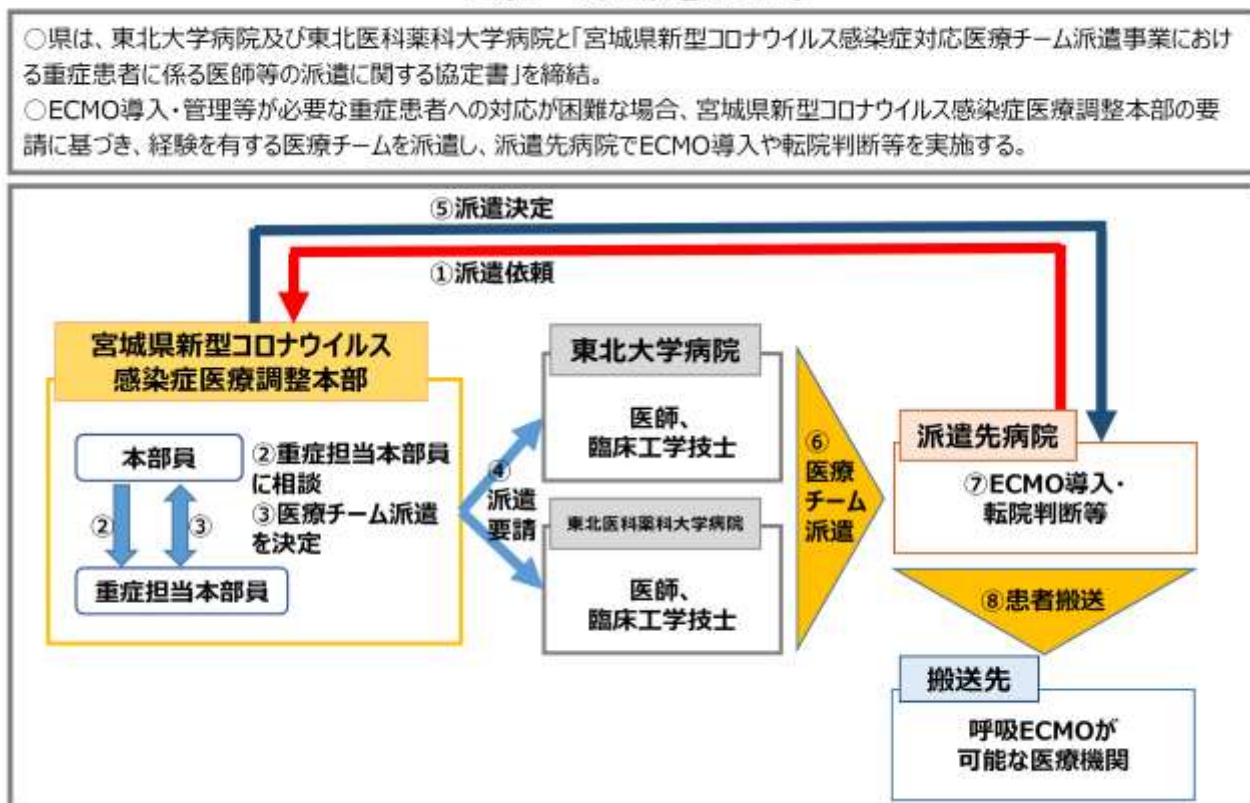 ○県は、東北大学病院及び東北医科薬科大学病院と「宮城県新型コロナウイルス感染症対応医療チーム派遣事業におけ
る重症患者に係る医師等の派遣に関する協定書」を締結。
○ECMO導入・管理等が必要な重症患者への対応が困難な場合、宮城県新型コロナウイルス感染症医療調整本部の要
請に基づき、経験を有する医療チームを派遣し、派遣先病院でECMO導入や転院判断等を実施する。
⑤派遣決定
①派遣依頼
宮城県新型コロナウイルス
感染症医療調整本部
本部員
②
③
重症担当本部員
②重症担当本部員
に相談
③医療チーム派遣
を決定
④
派遣
要請
東北大学病院
医師、
臨床工学技士
東北医科薬科大学病院
医師、
臨床工学技士
⑥
医療
チーム
派遣
派遣先病院
⑦ECMO導入・
転院判断等
⑧患者搬送
搬送先
呼吸ECMOが
可能な医療機関